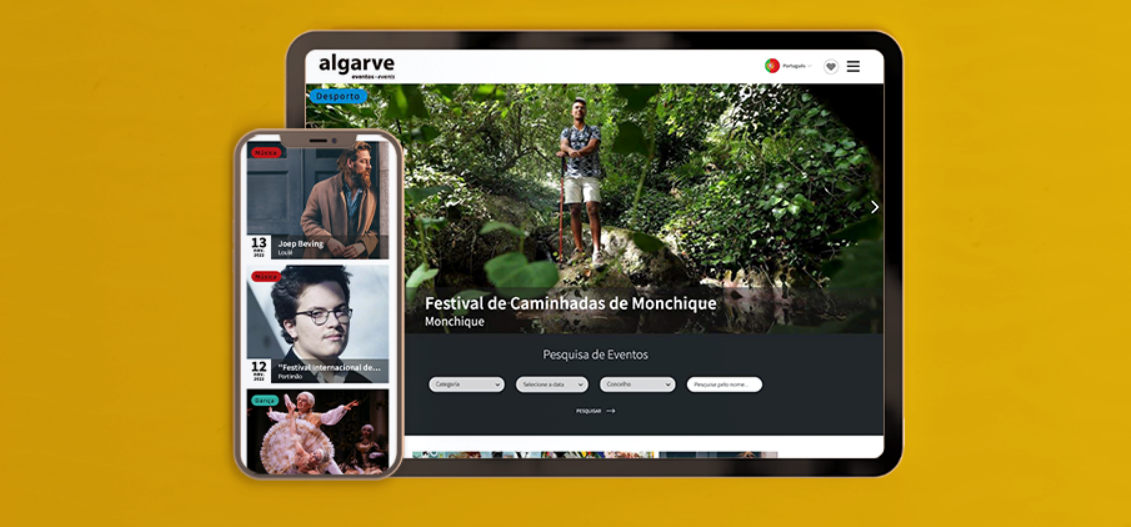 algarve
eventos • events
Português
Desporto
Festival de Caminhadas de Monchique
Monchique
Pesquisa de Eventos
Categoria
Selecione a data
Concelho
Pesquisar pelo nome...
PESQUISAR
Música
13
nov.
2022
Joep Beving
Loulé
Música
12
nov.
2022
"Festival Internacional de...
Portimão
Dança